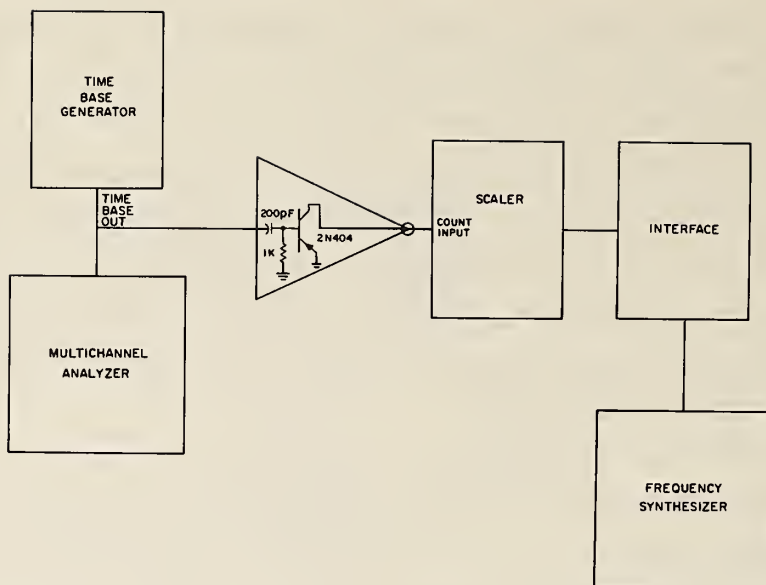 TIME
BASE
GENERATOR
TIME
BASE
OUT
200pF
1K
2N404
COUNT
INPUT
SCALER
INTERFACE
MULTICHANNEL
ANALYZER
FREQUENCY
SYNTHESIZER